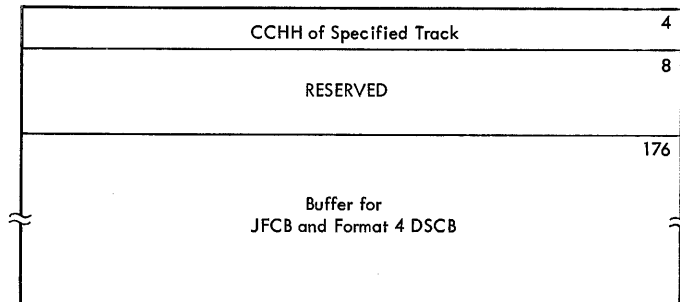 CCHH of Specified Track 4
8
RESERVED
176
Buffer for
JFCB and Format 4 DSCB